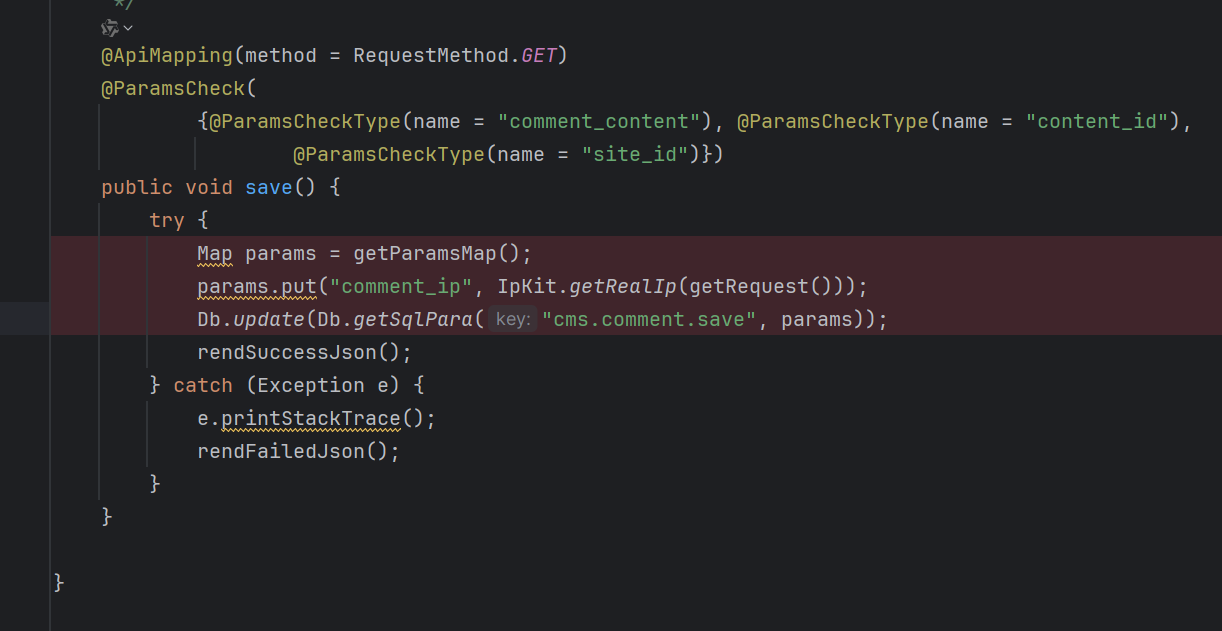 */
@ApiMapping(method = RequestMethod.GET)
@ParamsCheck(
{@ParamsCheckType(name = "comment_content"), @ParamsCheckType(name = "content_id"),
@ParamsCheckType(name = "site_id")})
public void save() {
try {
Map params = getParamsMap();
params.put("comment_ip", IpKit.getRealIp(getRequest()));
Db.update(Db.getSqlPara( key: "cms.comment.save", params));
rendSuccessJson();
} catch (Exception e) {
e.printStackTrace();
rendFailedJson();
}
}
}